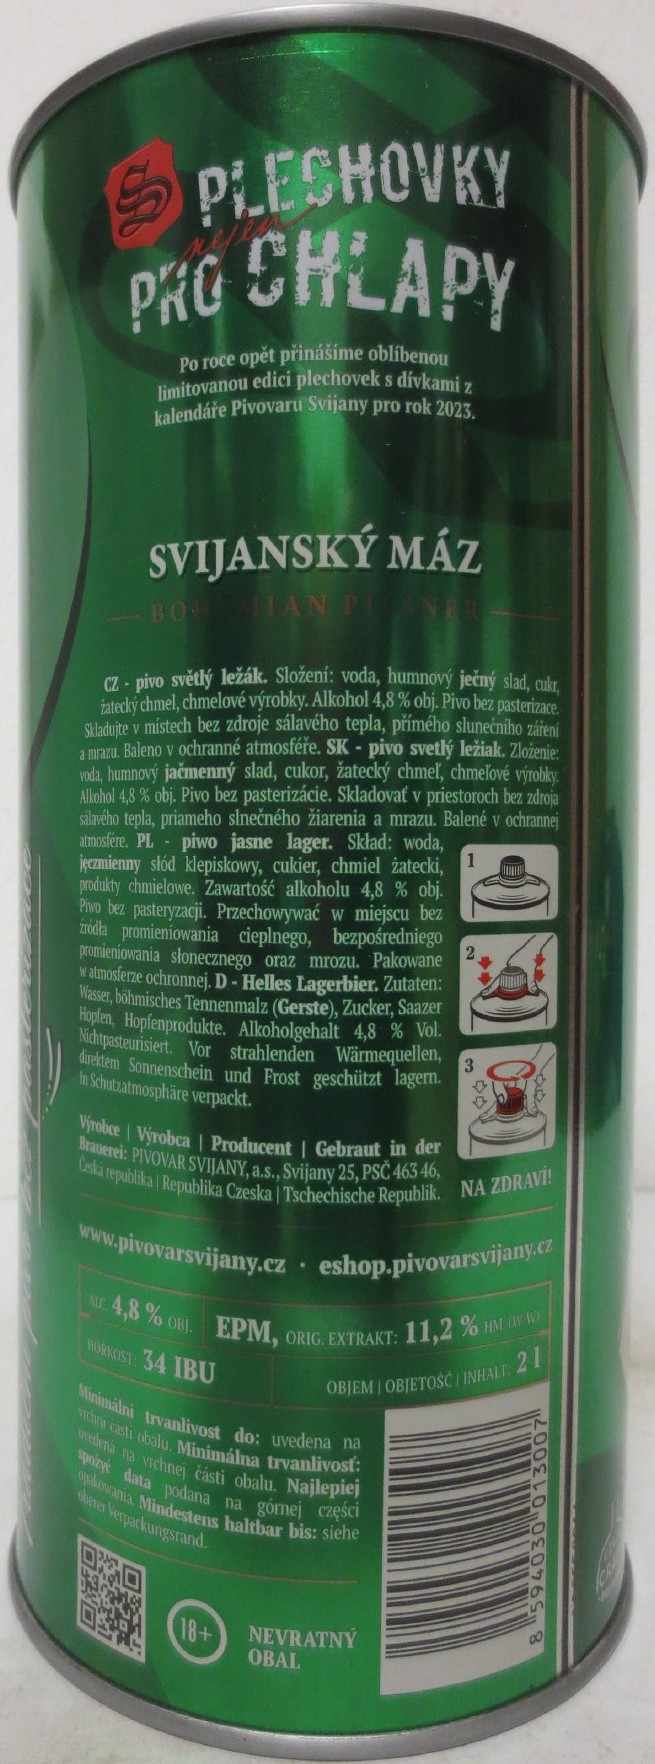 PLECHOVKY
nejen
PRO CHLAPY
Po roce opět přinášíme oblíbenou
limitovanou edici plechovek s dívkami z
kalendáře Pivovaru Svijany pro rok 2023.
SVIJANSKÝ MÁZ
BOHEMIAN PILSNER
CZ - pivo světlý ležák. Složení: voda, humnový ječný slad, cukr,
žatecký chmel, chmelové výrobky. Alkohol 4,8 % obj. Pivo bez pasterizace.
Skladujte v místech bez zdroje sálavého tepla, přímého slunečního záření
a mrazu. Baleno v ochranné atmosféře. SK - pivo svetlý ležiak. Zloženie:
voda, humnový jačmenný slad, cukor, žatecký chmeľ, chmeľové výrobky.
Alkohol 4,8 % obj. Pivo bez pasterizácie. Skladovať v priestoroch bez zdroja
sálavého tepla, priameho slnečného žiarenia a mrazu. Balené v ochrannej
atmosfére. PL - piwo jasne lager. Skład: woda,
jęczmienny słód klepiskowy, cukier, chmiel żatecki,
produkty chmielowe. Zawartość alkoholu 4,8 % obj.
Piwo bez pasteryzacji. Przechowywać w miejscu bez
źródła promieniowania cieplnego, bezpośredniego
promieniowania słonecznego oraz mrozu. Pakowane
w atmosferze ochronnej. D - Helles Lagerbier. Zutaten:
Wasser, böhmisches Tennenmalz (Gerste), Zucker, Saazer
Hopfen, Hopfenprodukte. Alkoholgehalt 4,8 % Vol.
Nichtpasteurisiert. Vor strahlenden Wärmequellen,
direktem Sonnenschein und Frost geschützt lagern.
In Schutzatmosphäre verpackt.
1
2
3
NA ZDRAVÍ!
Výrobce | Výrobca | Producent | Gebraut in der
Brauerei: PIVOVAR SVIJANY, a.s., Svijany 25, PSČ 463 46,
Česká republika | Republika Czeska | Tschechische Republik.
www.pivovarsvijany.cz · eshop.pivovarsvijany.cz
ALC. 4,8 % OBJ. EPM, ORIG. EXTRAKT: 11,2 % HM. (W.W)
HOŘKOST: 34 IBU OBJEM | OBJETOSŤ | INHALT: 2 l
Minimální trvanlivost do: uvedena na
vrchní části obalu. Minimálna trvanlivosť:
uvedená na vrchnej části obalu. Najlepiej
spożyć data podana na górnej części
opakowania. Mindestens haltbar bis: siehe
oberer Verpackungsrand.
18+
NEVRATNÝ
OBAL
8 594030 013007